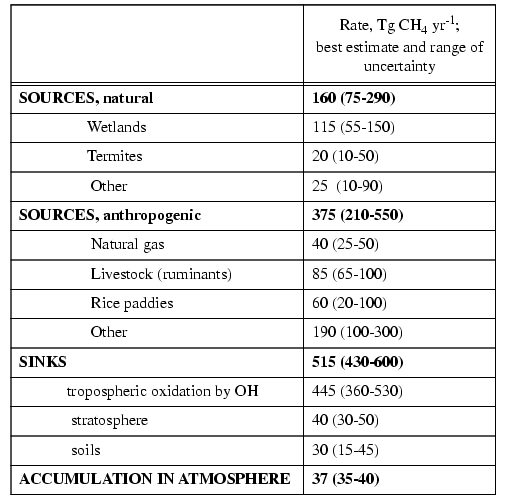 Rate, Tg CH4 yr-1;
best estimate and range of
uncertainty
SOURCES, natural 160 (75-290)
Wetlands 115 (55-150)
Termites 20 (10-50)
Other 25 (10-90)
SOURCES, anthropogenic 375 (210-550)
Natural gas 40 (25-50)
Livestock (ruminants) 85 (65-100)
Rice paddies 60 (20-100)
Other 190 (100-300)
SINKS 515 (430-600)
tropospheric oxidation by OH 445 (360-530)
stratosphere 40 (30-50)
soils 30 (15-45)
ACCUMULATION IN ATMOSPHERE 37 (35-40)